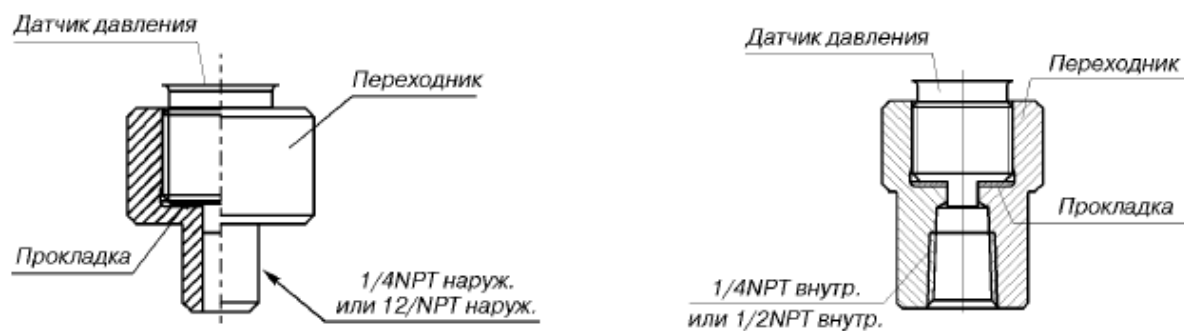 Датчик давления
Переходник
Прокладка
1/4NPT наруж.
или 12/NPT наруж.
Датчик давления
Переходник
Прокладка
1/4NPT внутр.
или 1/2NPT внутр.